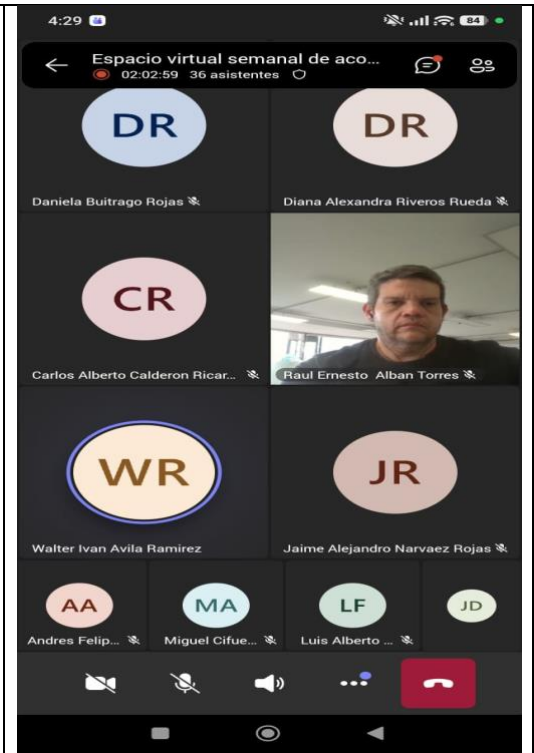 4:29 84
Espacio virtual semanal de aco...
02:02:59 36 asistentes
DR
DR
Daniela Buitrago Rojas
Diana Alexandra Riveros Rueda
CR
Carlos Alberto Calderon Ricar...
Raul Ernesto Alban Torres
WR
JR
Walter Ivan Avila Ramirez
Jaime Alejandro Narvaez Rojas
AA
MA
LF
JD
Andres Felip...
Miguel Cifue...
Luis Alberto ...